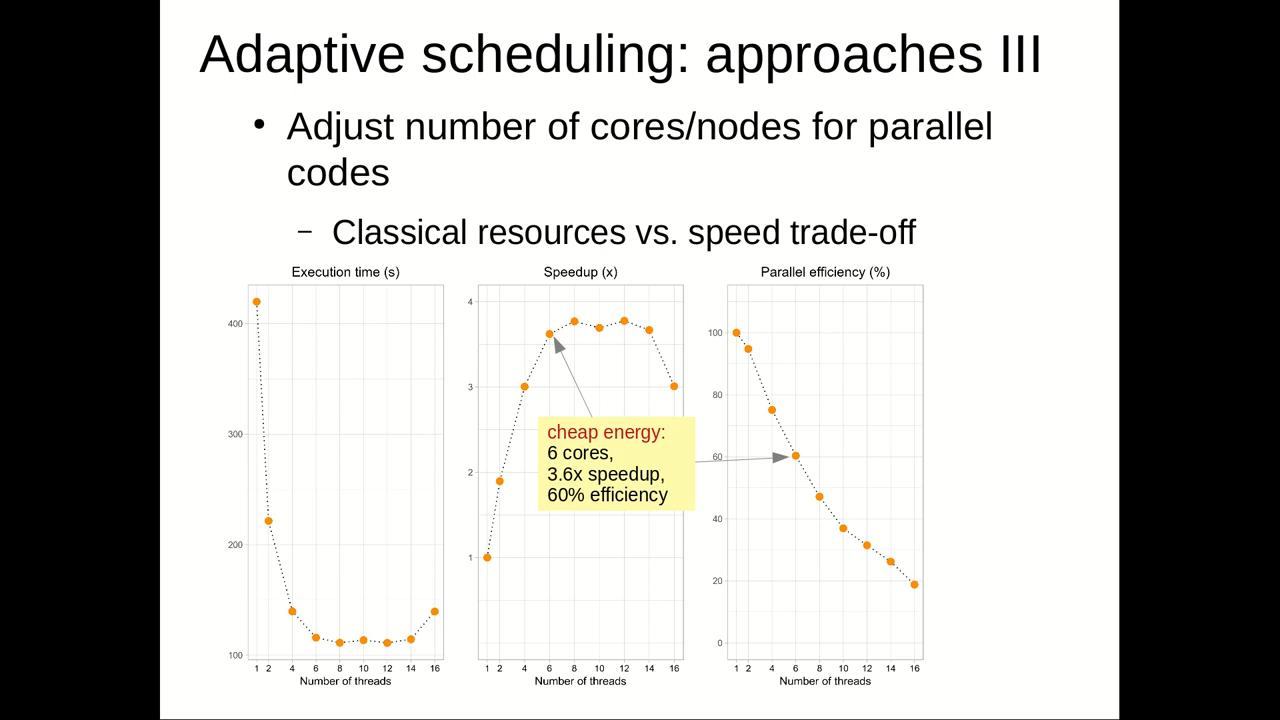 Adaptive scheduling: approaches III
• Adjust number of cores/nodes for parallel
codes
– Classical resources vs. speed trade-off
Execution time (s)
400
300
200
100
1 2 4 6 8 10 12 14 16
Number of threads
Speedup (x)
4
3
2
1
1 2 4 6 8 10 12 14 16
Number of threads
cheap energy:
6 cores,
3.6x speedup,
60% efficiency
Parallel efficiency (%)
100
80
60
40
20
0
1 2 4 6 8 10 12 14 16
Number of threads